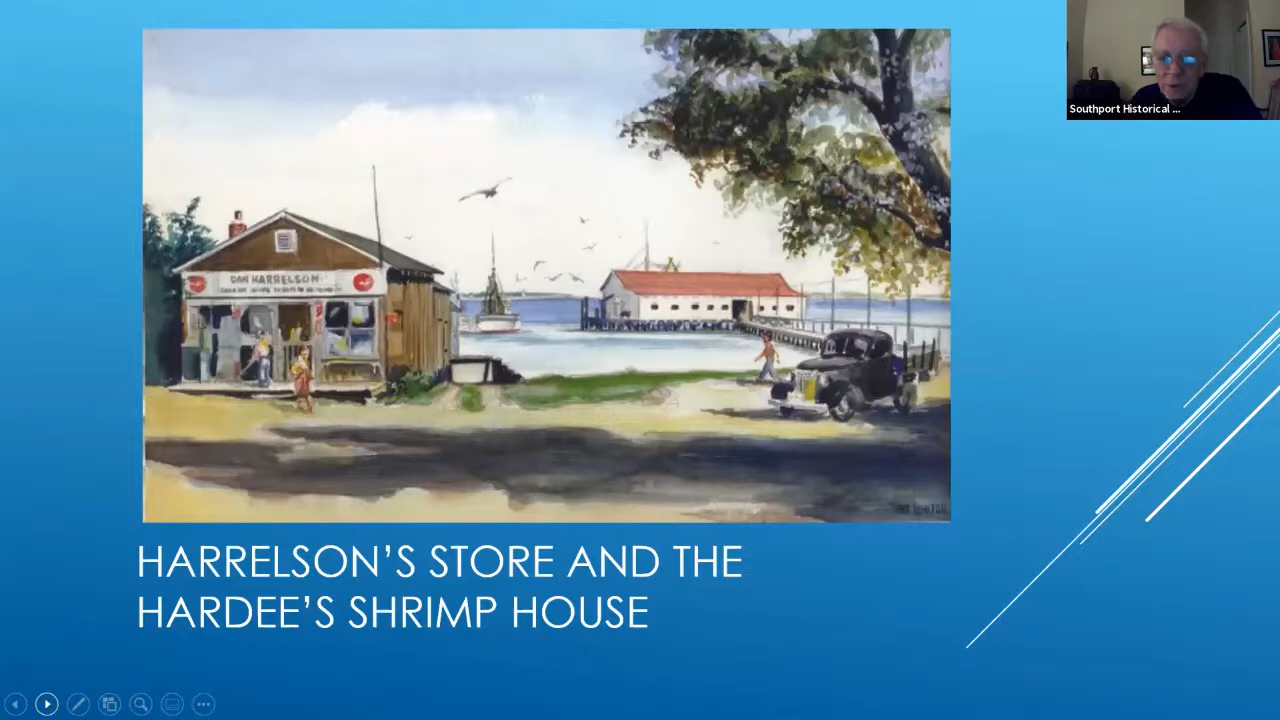 Southport Historical ...
DAN HARRELSON
HARRELSON'S STORE AND THE
HARDEE'S SHRIMP HOUSE